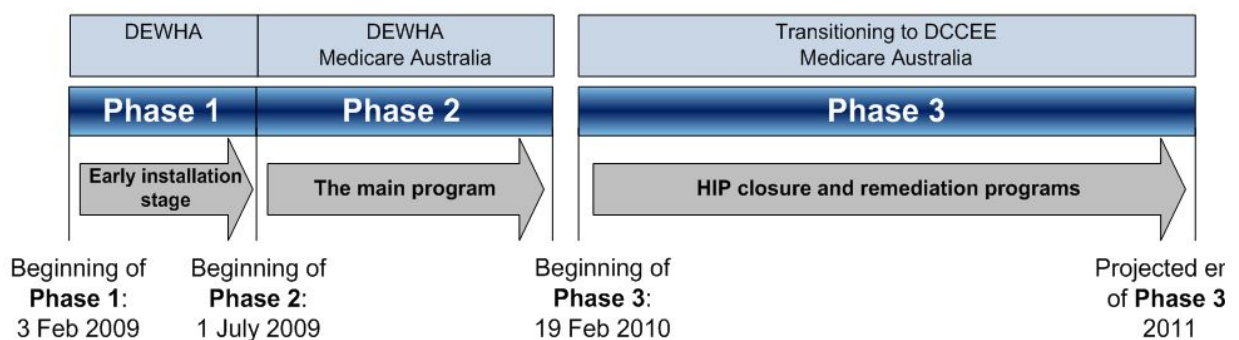 DEWHA
DEWHA
Medicare Australia
Transitioning to DCCEE
Medicare Australia
Phase 1
Phase 2
Phase 3
Early installation
stage
The main program
HIP closure and remediation programs
Beginning of
Phase 1:
3 Feb 2009
Beginning of
Phase 2:
1 July 2009
Beginning of
Phase 3:
19 Feb 2010
Projected
of Phase 3
2011